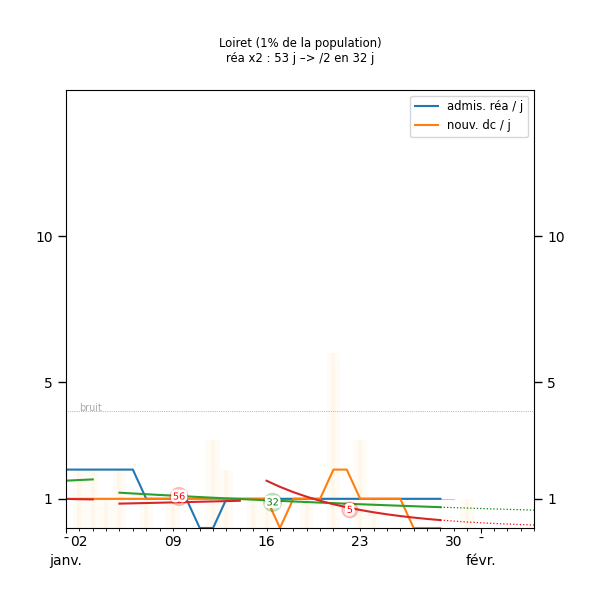 Loiret (1% de la population)
réa x2 : 53 j –> /2 en 32 j
admis. réa / j
nouv. dc / j
10
10
5
5
bruit
56
32
5
1
1
02
09
16
23
30
janv.
févr.